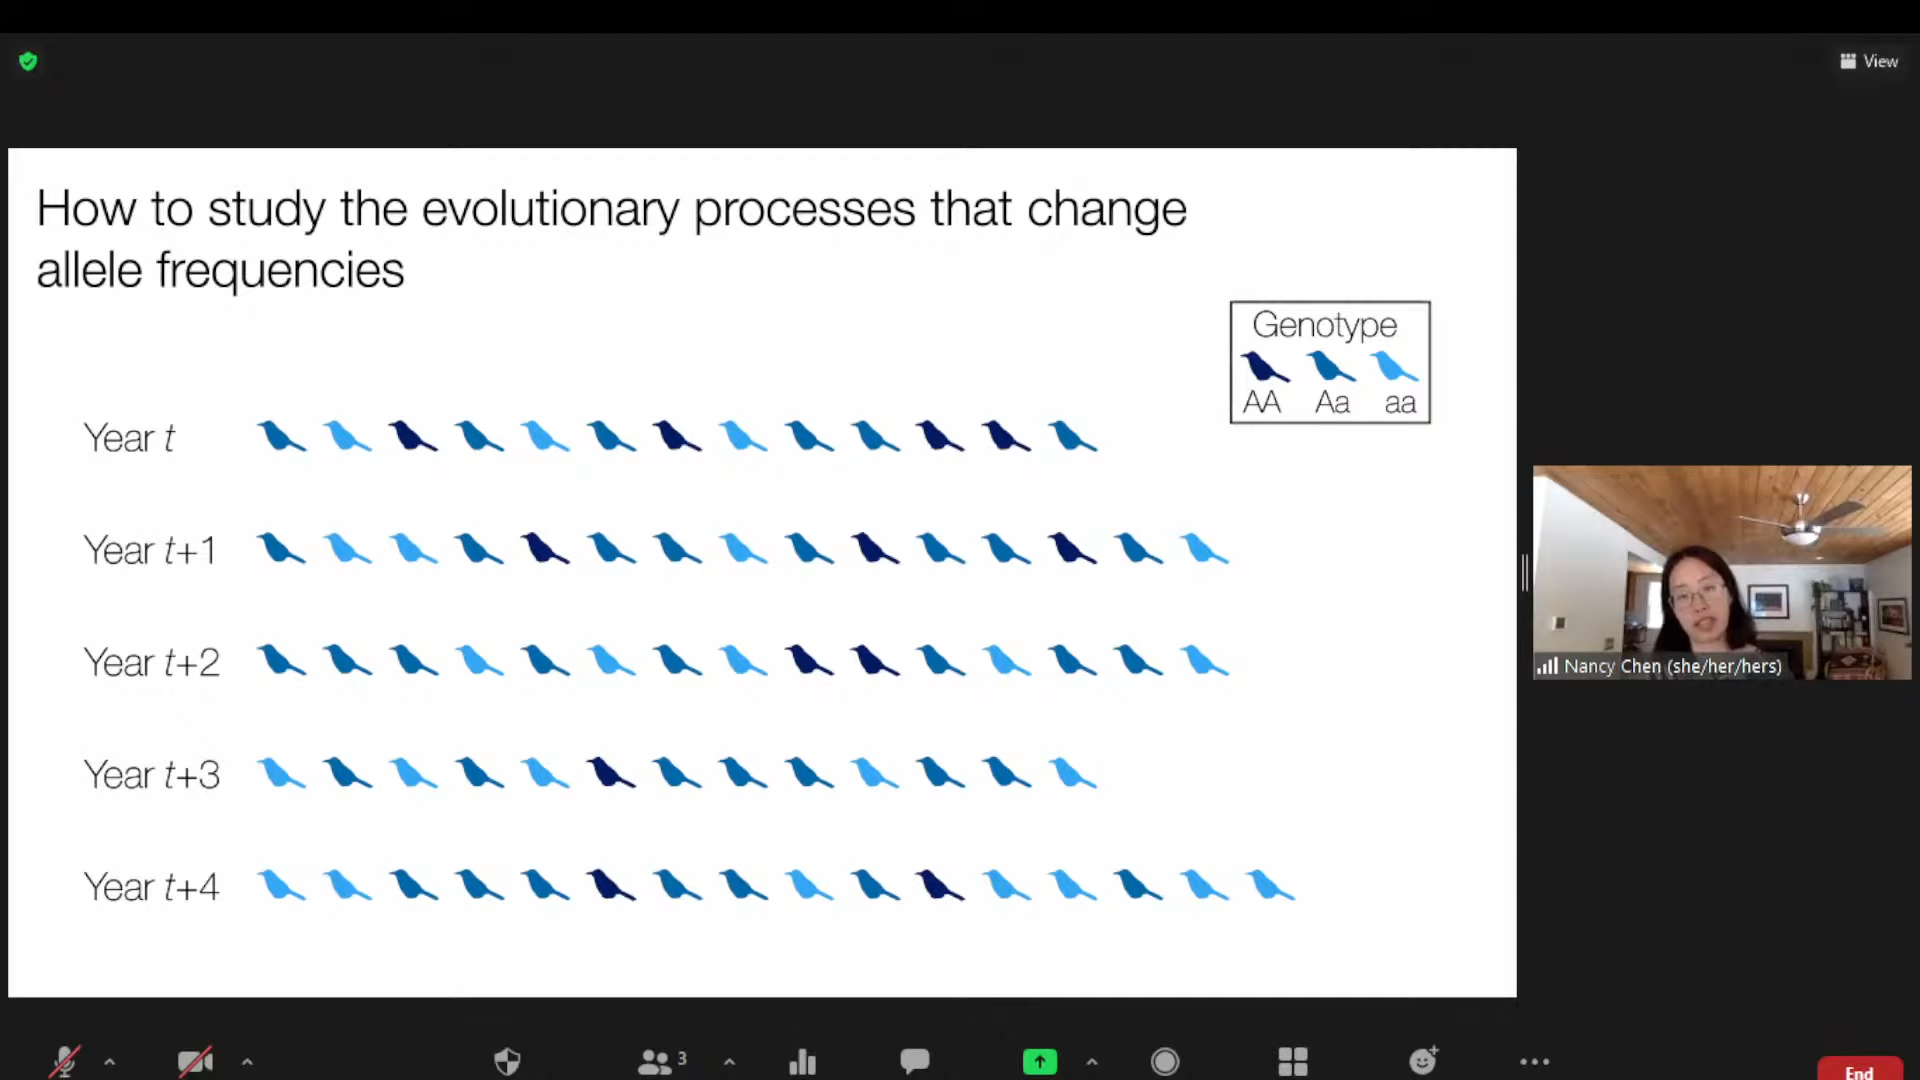 View
How to study the evolutionary processes that change
allele frequencies
Genotype
AA Aa aa
Year t
Year t+1
Year t+2
Year t+3
Year t+4
Nancy Chen (she/her/hers)
3
End